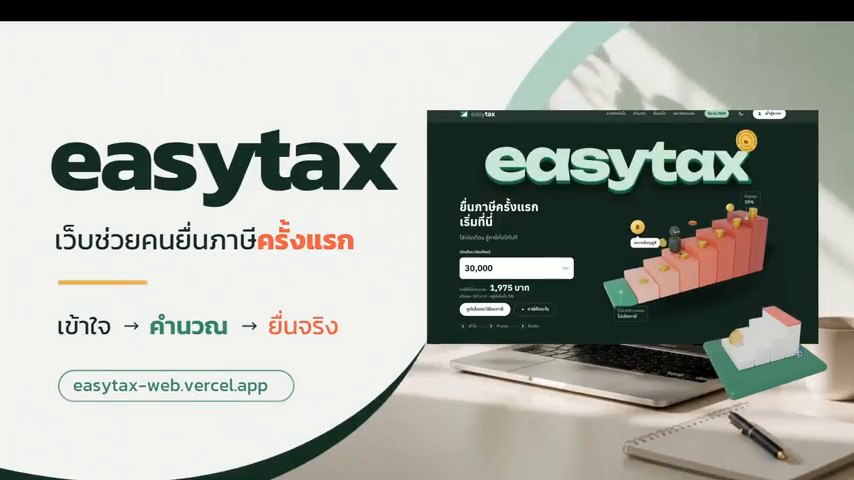 easytax
เว็บช่วยคนยื่นภาษีครั้งแรก
เข้าใจ → คำนวณ → ยื่นจริง
easytax-web.vercel.app
easytax
easytax
ยื่นภาษีครั้งแรก
เริ่มที่นี่
30,000
1,975 บาท
35%